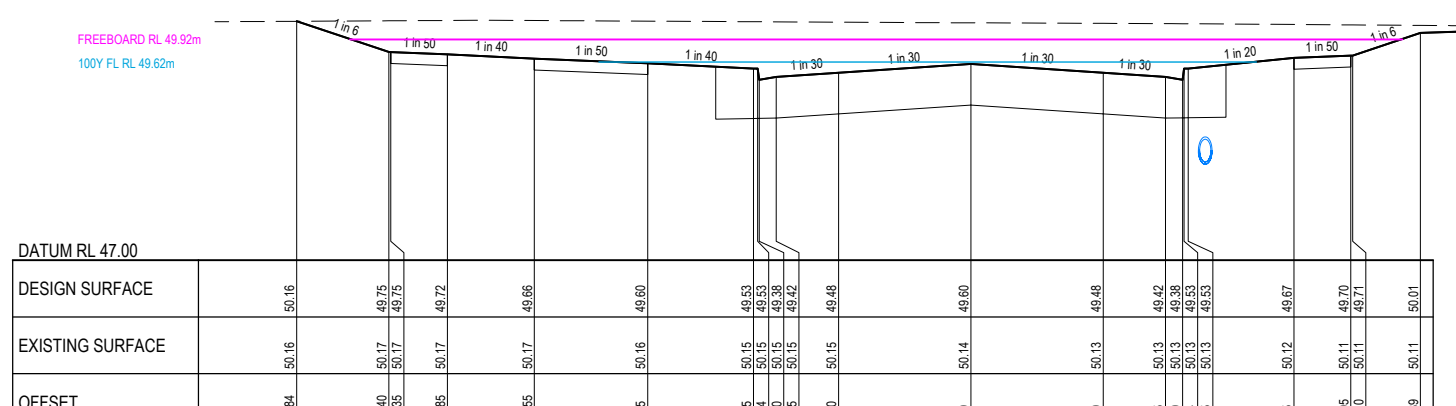 FREEBOARD RL 49.92m
100Y FL RL 49.62m
1 in 6
1 in 50
1 in 40
1 in 50
1 in 40
1 in 30
1 in 30
1 in 30
1 in 30
1 in 20
1 in 50
1 in 6
DATUM RL 47.00
DESIGN SURFACE 50.16 49.75 49.75 49.72 49.66 49.60 49.53 49.53 49.38 49.42 49.48 49.60 49.48 49.42 49.38 49.53 49.53 49.67 49.70 49.71 50.01
EXISTING SURFACE 50.16 50.17 50.17 50.17 50.17 50.16 50.15 50.15 50.15 50.15 50.15 50.14 50.13 50.13 50.13 50.13 50.13 50.12 50.11 50.11 50.11
OFFSET